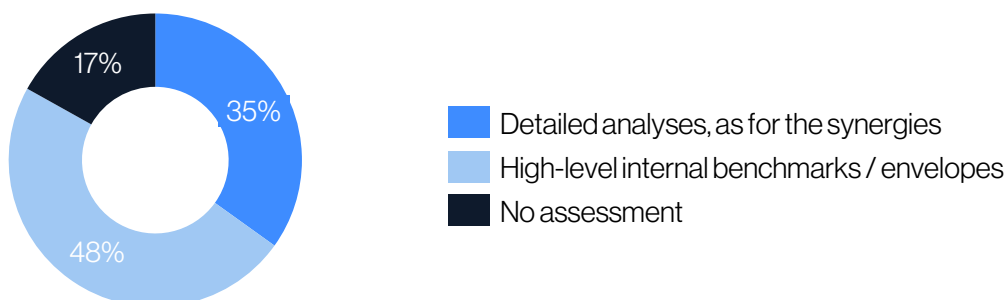 17%
35%
48%
Detailed analyses, as for the synergies
High-level internal benchmarks / envelopes
No assessment